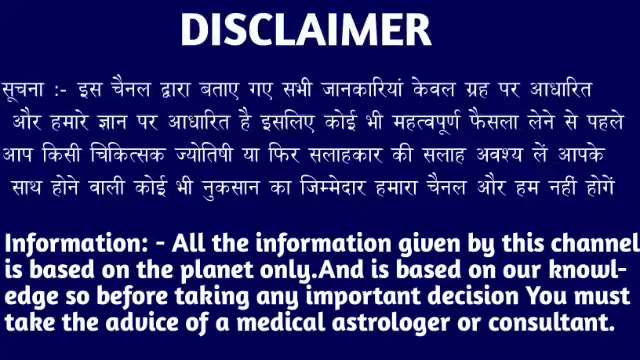 DISCLAIMER
सूचना :- इस चैनल द्वारा बताए गए सभी जानकारियां केवल ग्रह पर आधारित
और हमारे ज्ञान पर आधारित है इसलिए कोई भी महत्वपूर्ण फैसला लेने से पहले
आप किसी चिकित्सक ज्योतिषी या फिर सलाहकार की सलाह अवश्य लें आपके
साथ होने वाली कोई भी नुकसान का जिम्मेदार हमारा चैनल और हम नहीं होगें
Information: - All the information given by this channel
is based on the planet only.And is based on our knowl-
edge so before taking any important decision You must
take the advice of a medical astrologer or consultant.